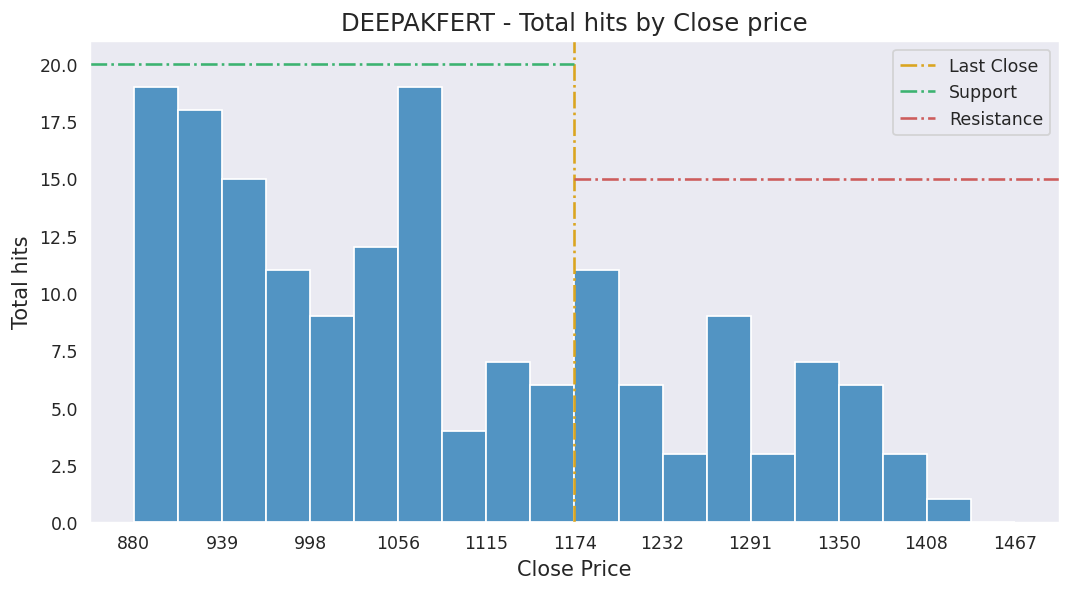 DEEPAKFERT - Total hits by Close price
Last Close
Support
Resistance
Total hits
20.0
17.5
15.0
12.5
10.0
7.5
5.0
2.5
0.0
880 939 998 1056 1115 1174 1232 1291 1350 1408 1467
Close Price